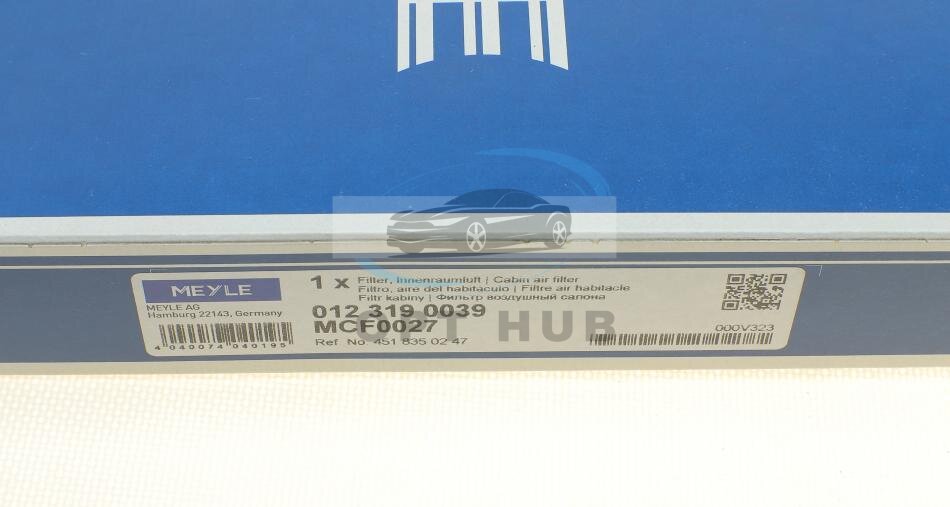 MEYLE
MEYLE AG
Hamburg 22143, Germany
4 040074 040195
1 x Filter, Innenraumluft | Cabin air filter
Filtro, aire del habitáculo | Filtre air habitacle
Filtr kabiny | Фильтр воздушный салона
012 319 0039
MCF0027
Ref No. 451 835 02 47
000V323
OPT HUB